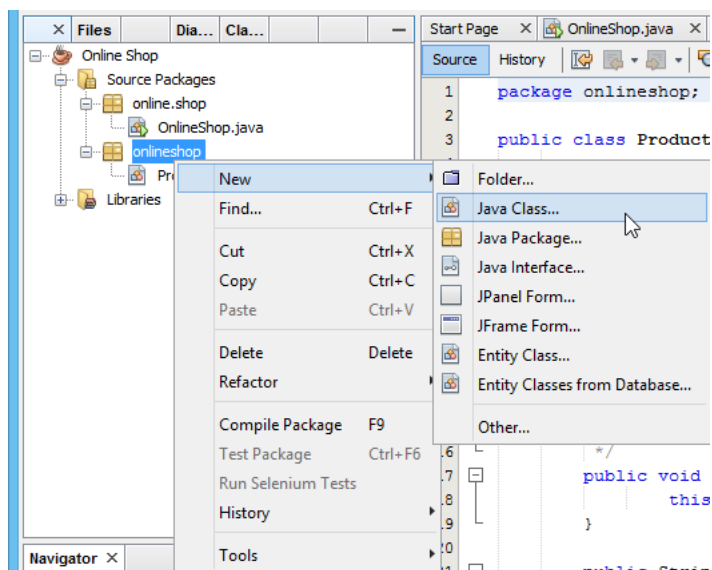 Files Dia... Cla...
Start Page OnlineShop.java
Online Shop
Source Packages
online.shop
OnlineShop.java
onlineshop
Libraries
Navigator
Source History
1 package onlineshop;
2
3 public class Product
New
Find... Ctrl+F
Cut Ctrl+X
Copy Ctrl+C
Paste Ctrl+V
Delete Delete
Refactor
Compile Package F9
Test Package Ctrl+F6
Run Selenium Tests
History
Tools
Folder...
Java Class...
Java Package...
Java Interface...
JPanel Form...
JFrame Form...
Entity Class...
Entity Classes from Database...
Other...
*/
public void
this
}